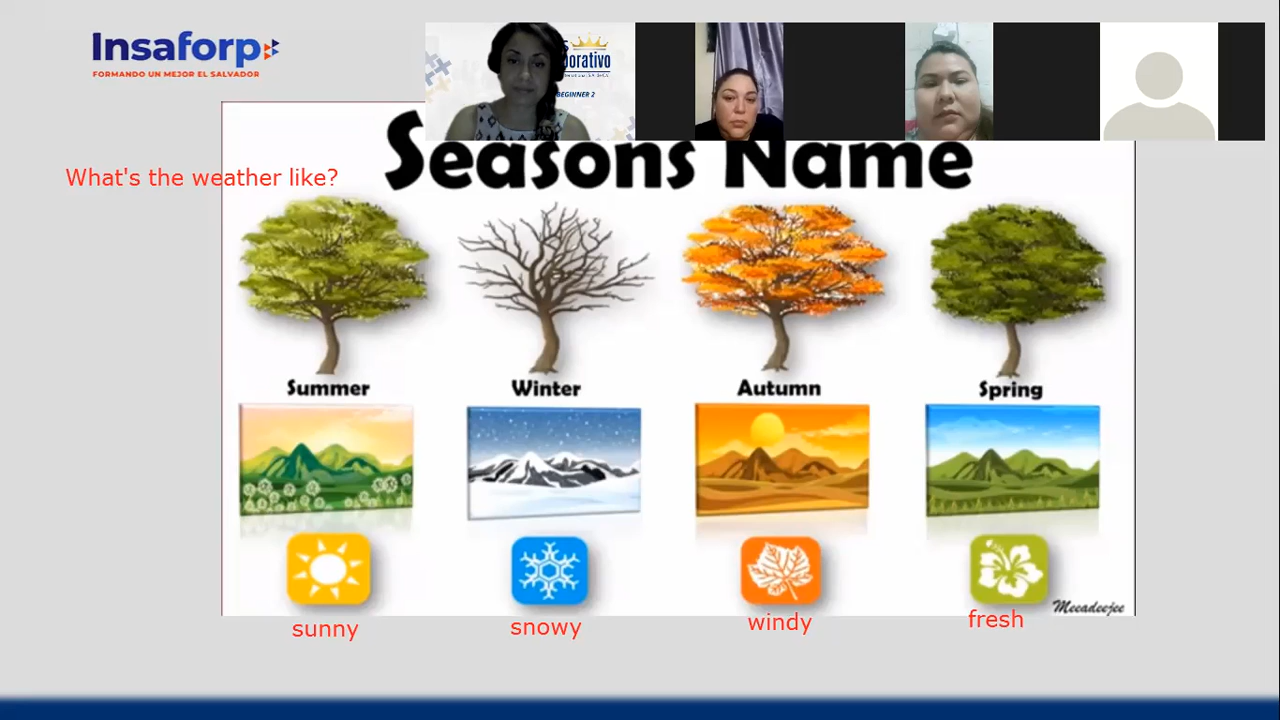 Insaforp
FORMANDO UN MEJOR EL SALVADOR
BEGINNER 2
Seasons Name
What's the weather like?
Summer Winter Autumn Spring
Meeadeejee
sunny snowy windy fresh